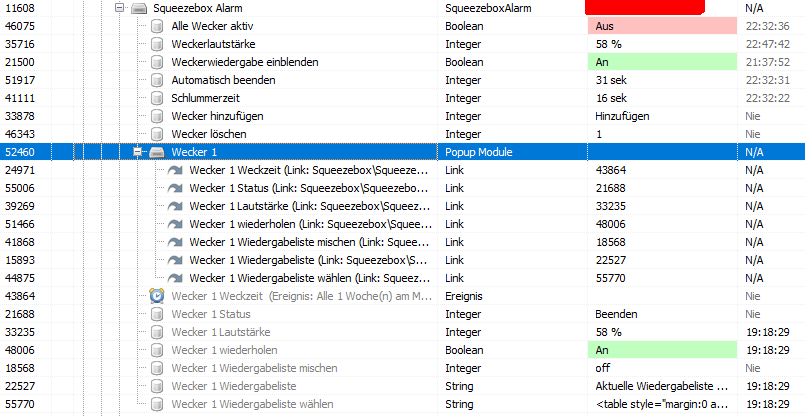 11608 Squeezebox Alarm SqueezeboxAlarm N/A
46075 Alle Wecker aktiv Boolean Aus 22:32:36
35716 Weckerlautstärke Integer 58 % 22:47:42
21500 Weckerwiedergabe einblenden Boolean An 21:37:52
51917 Automatisch beenden Integer 31 sek 22:32:31
41111 Schlummerzeit Integer 16 sek 22:32:22
33878 Wecker hinzufügen Integer Hinzufügen Nie
46343 Wecker löschen Integer 1 Nie
52460 Wecker 1 Popup Module N/A
24971 Wecker 1 Weckzeit (Link: Squeezebox\Squeeze... Link 43864 N/A
55006 Wecker 1 Status (Link: Squeezebox\Squeezebo... Link 21688 N/A
39269 Wecker 1 Lautstärke (Link: Squeezebox\Squee... Link 33235 N/A
51466 Wecker 1 wiederholen (Link: Squeezebox\Sque... Link 48006 N/A
41868 Wecker 1 Wiedergabeliste mischen (Link: Squee... Link 18568 N/A
15893 Wecker 1 Wiedergabeliste (Link: Squeezebox\S... Link 22527 N/A
44875 Wecker 1 Wiedergabeliste wählen (Link: Squeez... Link 55770 N/A
43864 Wecker 1 Weckzeit (Ereignis: Alle 1 Woche(n) am M... Ereignis Nie
21688 Wecker 1 Status Integer Beenden Nie
33235 Wecker 1 Lautstärke Integer 58 % 19:18:29
48006 Wecker 1 wiederholen Boolean An 19:18:29
18568 Wecker 1 Wiedergabeliste mischen Integer off Nie
22527 Wecker 1 Wiedergabeliste String Aktuelle Wiedergabeliste ... 19:18:29
55770 Wecker 1 Wiedergabeliste wählen String <table style="margin:0 a... 19:18:29